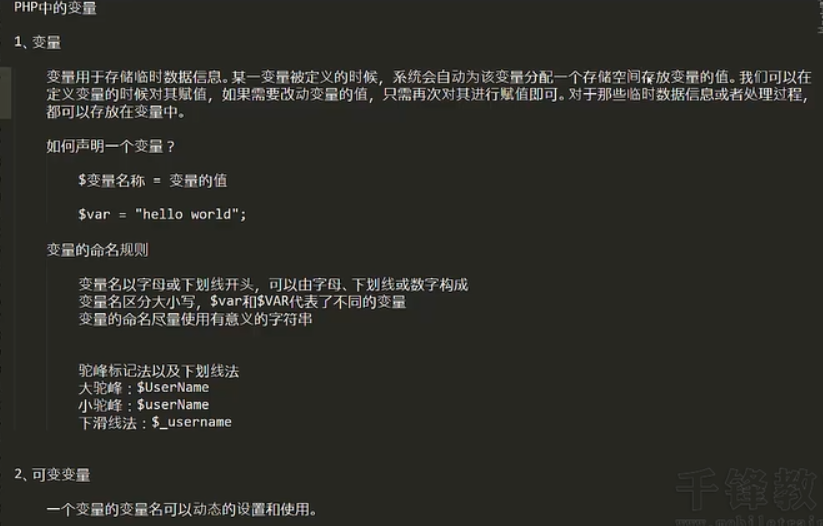 PHP中的变量
1、变量
变量用于存储临时数据信息。某一变量被定义的时候，系统会自动为该变量分配一个存储空间存放变量的值。我们可以在
定义变量的时候对其赋值，如果需要改动变量的值，只需再次对其进行赋值即可。对于那些临时数据信息或者处理过程，
都可以存放在变量中。
如何声明一个变量？
$变量名称 = 变量的值
$var = "hello world";
变量的命名规则
变量名以字母或下划线开头，可以由字母、下划线或数字构成
变量名区分大小写，$var和$VAR代表了不同的变量
变量的命名尽量使用有意义的字符串
驼峰标记法以及下划线法
大驼峰：$UserName
小驼峰：$userName
下滑线法：$_username
2、可变变量
一个变量的变量名可以动态的设置和使用。
千锋教